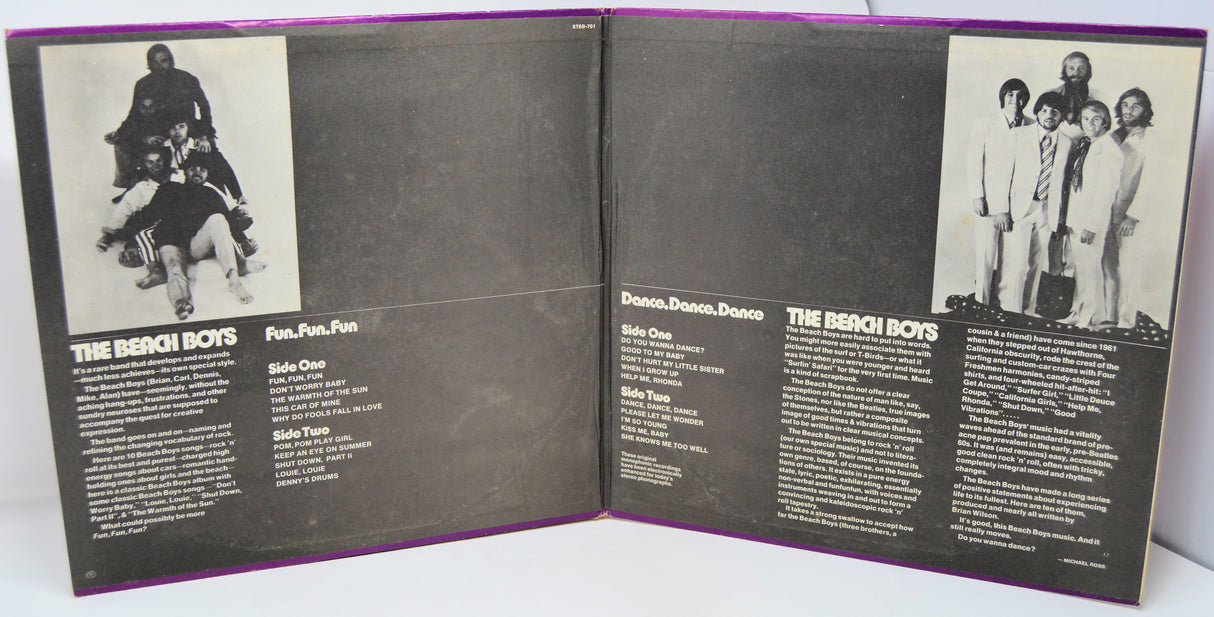 STBB-701
THE BEACH BOYS
It's a rare band that develops and expands
—much less achieves—its own special style.
The Beach Boys (Brian, Carl, Dennis,
Mike, Alan) have—seemingly, without the
aching hang-ups, frustrations, and other
sundry neuroses that are supposed to
accompany the quest for creative
expression.
The band goes on and on—naming and
refining the changing vocabulary of rock.
Here are 10 Beach Boys songs—rock 'n'
roll at its best and purest—charged high
energy songs about cars—romantic hand-
holding ones about girls and the beach—
here is a classic Beach Boys album with
some classic Beach Boys songs—"Don't
Worry Baby," "Louie, Louie," "Shut Down,
Part II", & "The Warmth of the Sun."
What could possibly be more
Fun, Fun, Fun?
Fun.Fun.Fun
Side One
FUN, FUN, FUN
DON'T WORRY BABY
THE WARMTH OF THE SUN
THIS CAR OF MINE
WHY DO FOOLS FALL IN LOVE
Side Two
POM, POM PLAY GIRL
KEEP AN EYE ON SUMMER
SHUT DOWN, PART II
LOUIE, LOUIE
DENNY'S DRUMS
Dance.Dance.Dance
Side One
DO YOU WANNA DANCE?
GOOD TO MY BABY
DON'T HURT MY LITTLE SISTER
WHEN I GROW UP
HELP ME, RHONDA
Side Two
DANCE, DANCE, DANCE
PLEASE LET ME WONDER
I'M SO YOUNG
KISS ME, BABY
SHE KNOWS ME TOO WELL
These original
monophonic recordings
have been electronically
enhanced for today's
stereo phonographs.
THE BEACH BOYS
The Beach Boys are hard to put into words.
You might more easily associate them with
pictures of the surf or T-Birds—or what it
was like when you were younger and heard
"Surfin' Safari" for the very first time. Music
is a kind of scrapbook.
The Beach Boys do not offer a clear
conception of the nature of man like, say,
the Stones, nor like the Beatles, true images
of themselves, but rather a composite
image of good times & vibrations that turn
out to be written in clear musical concepts.
The Beach Boys belong to rock 'n' roll
(our own special music) and not to litera-
ture or sociology. Their music invented its
own genre, based, of course, on the founda-
tions of others. It exists in a pure energy
state, lyric, poetic, exhilarating, essentially
non-verbal and funfunfun, with voices and
instruments weaving in and out to form a
convincing and kaleidoscopic rock 'n'
roll tapestry.
It takes a strong swallow to accept how
far the Beach Boys (three brothers, a
cousin & a friend) have come since 1961
when they stepped out of Hawthorne,
California obscurity, rode the crest of the
surfing and custom-car crazes with Four
Freshmen harmonies, candy-striped
shirts, and four-wheeled hit-after-hit: "I
Get Around," "Surfer Girl," "Little Deuce
Coupe," "California Girls," "Help Me,
Rhonda," "Shut Down," "Good
Vibrations".....
The Beach Boys' music had a vitality
waves ahead of the standard brand of pre-
acne pap prevalent in the early, pre-Beatles
60s. It was (and remains) easy, accessible,
good clean rock 'n' roll, often with tricky,
completely integral mood and rhythm
changes.
The Beach Boys have made a long series
of positive statements about experiencing
life to its fullest. Here are ten of them,
produced and nearly all written by
Brian Wilson.
It's good, this Beach Boys music. And it
still really moves.
Do you wanna dance?
12
— MICHAEL ROSS